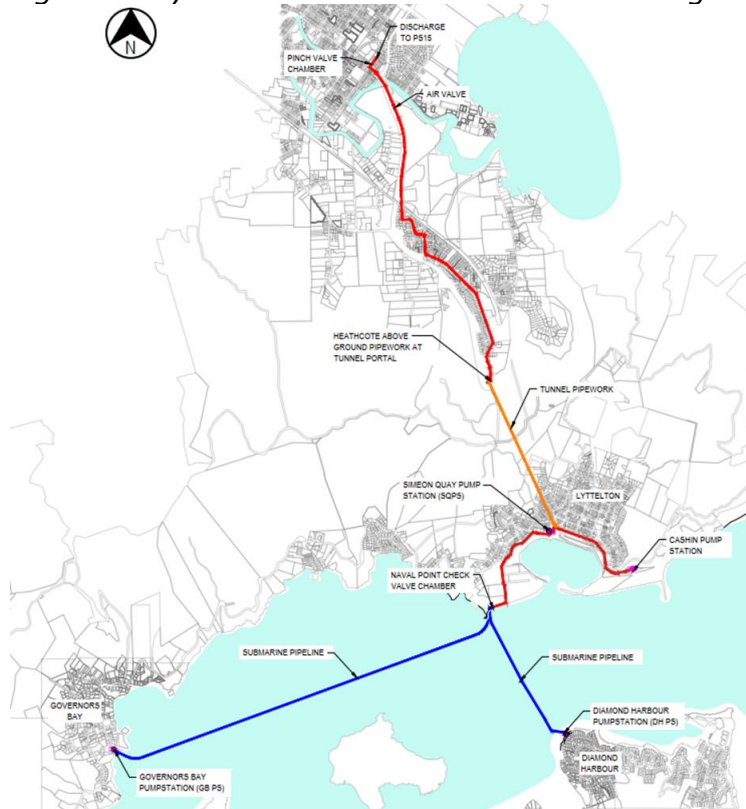 N
DISCHARGE
TO PS15
PINCH VALVE
CHAMBER
AIR VALVE
HEATHCOTE ABOVE
GROUND PIPEWORK AT
TUNNEL PORTAL
TUNNEL PIPEWORK
SIMEON QUAY PUMP
STATION (SQPS)
LYTTELTON
CASHIN PUMP
STATION
NAVAL POINT CHECK
VALVE CHAMBER
SUBMARINE PIPELINE
SUBMARINE PIPELINE
GOVERNORS
BAY
DIAMOND HARBOUR
PUMPSTATION (DH PS)
DIAMOND
HARBOUR
GOVERNORS BAY
PUMPSTATION (GB PS)